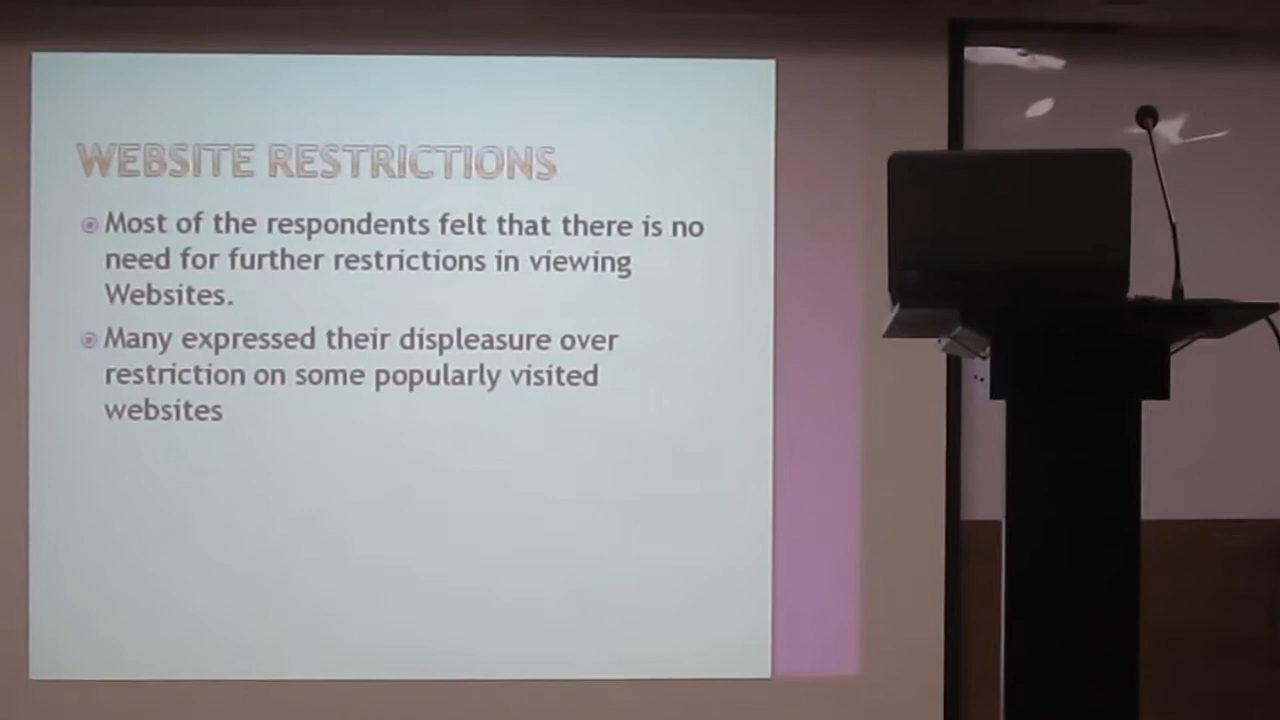 WEBSITE RESTRICTIONS
Most of the respondents felt that there is no
need for further restrictions in viewing
Websites.
Many expressed their displeasure over
restriction on some popularly visited
websites